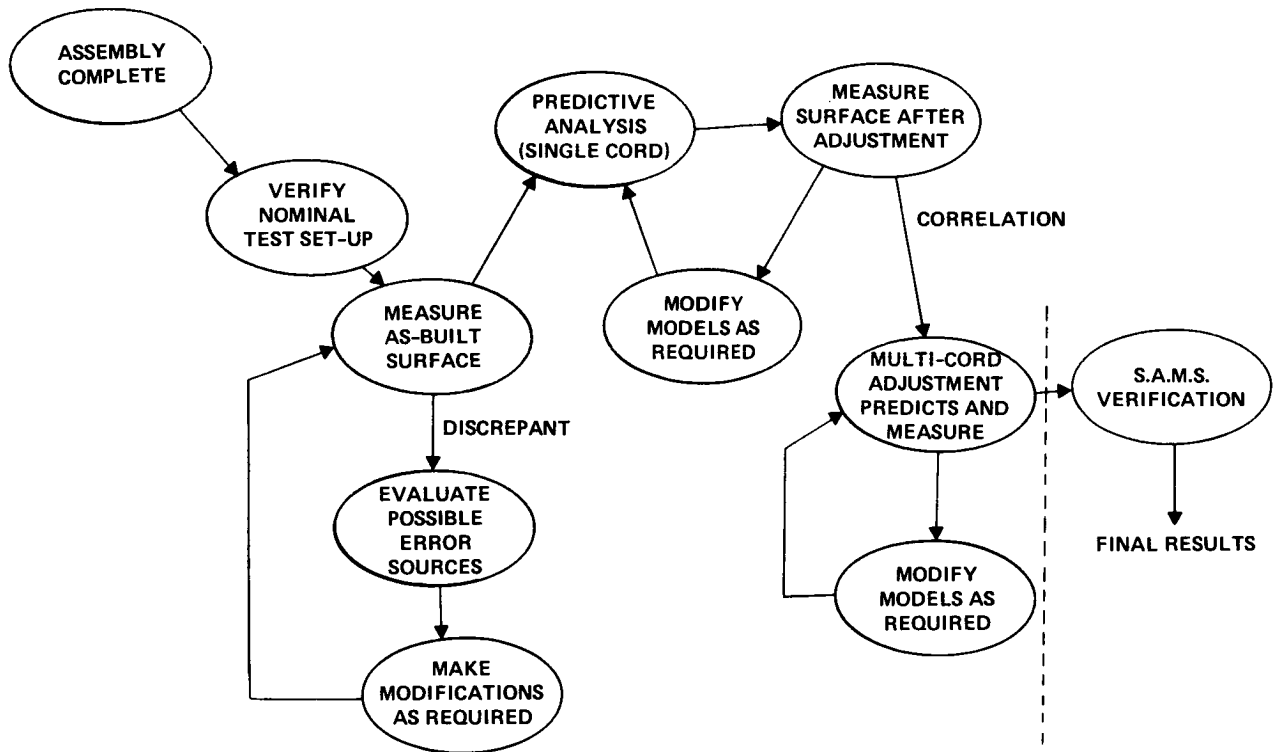 ASSEMBLY
COMPLETE
VERIFY
NOMINAL
TEST SET-UP
MEASURE
AS-BUILT
SURFACE
DISCREPANT
EVALUATE
POSSIBLE
ERROR
SOURCES
MAKE
MODIFICATIONS
AS REQUIRED
PREDICTIVE
ANALYSIS
(SINGLE CORD)
MEASURE
SURFACE AFTER
ADJUSTMENT
MODIFY
MODELS AS
REQUIRED
CORRELATION
MULTI-CORD
ADJUSTMENT
PREDICTS AND
MEASURE
MODIFY
MODELS AS
REQUIRED
S.A.M.S.
VERIFICATION
FINAL RESULTS